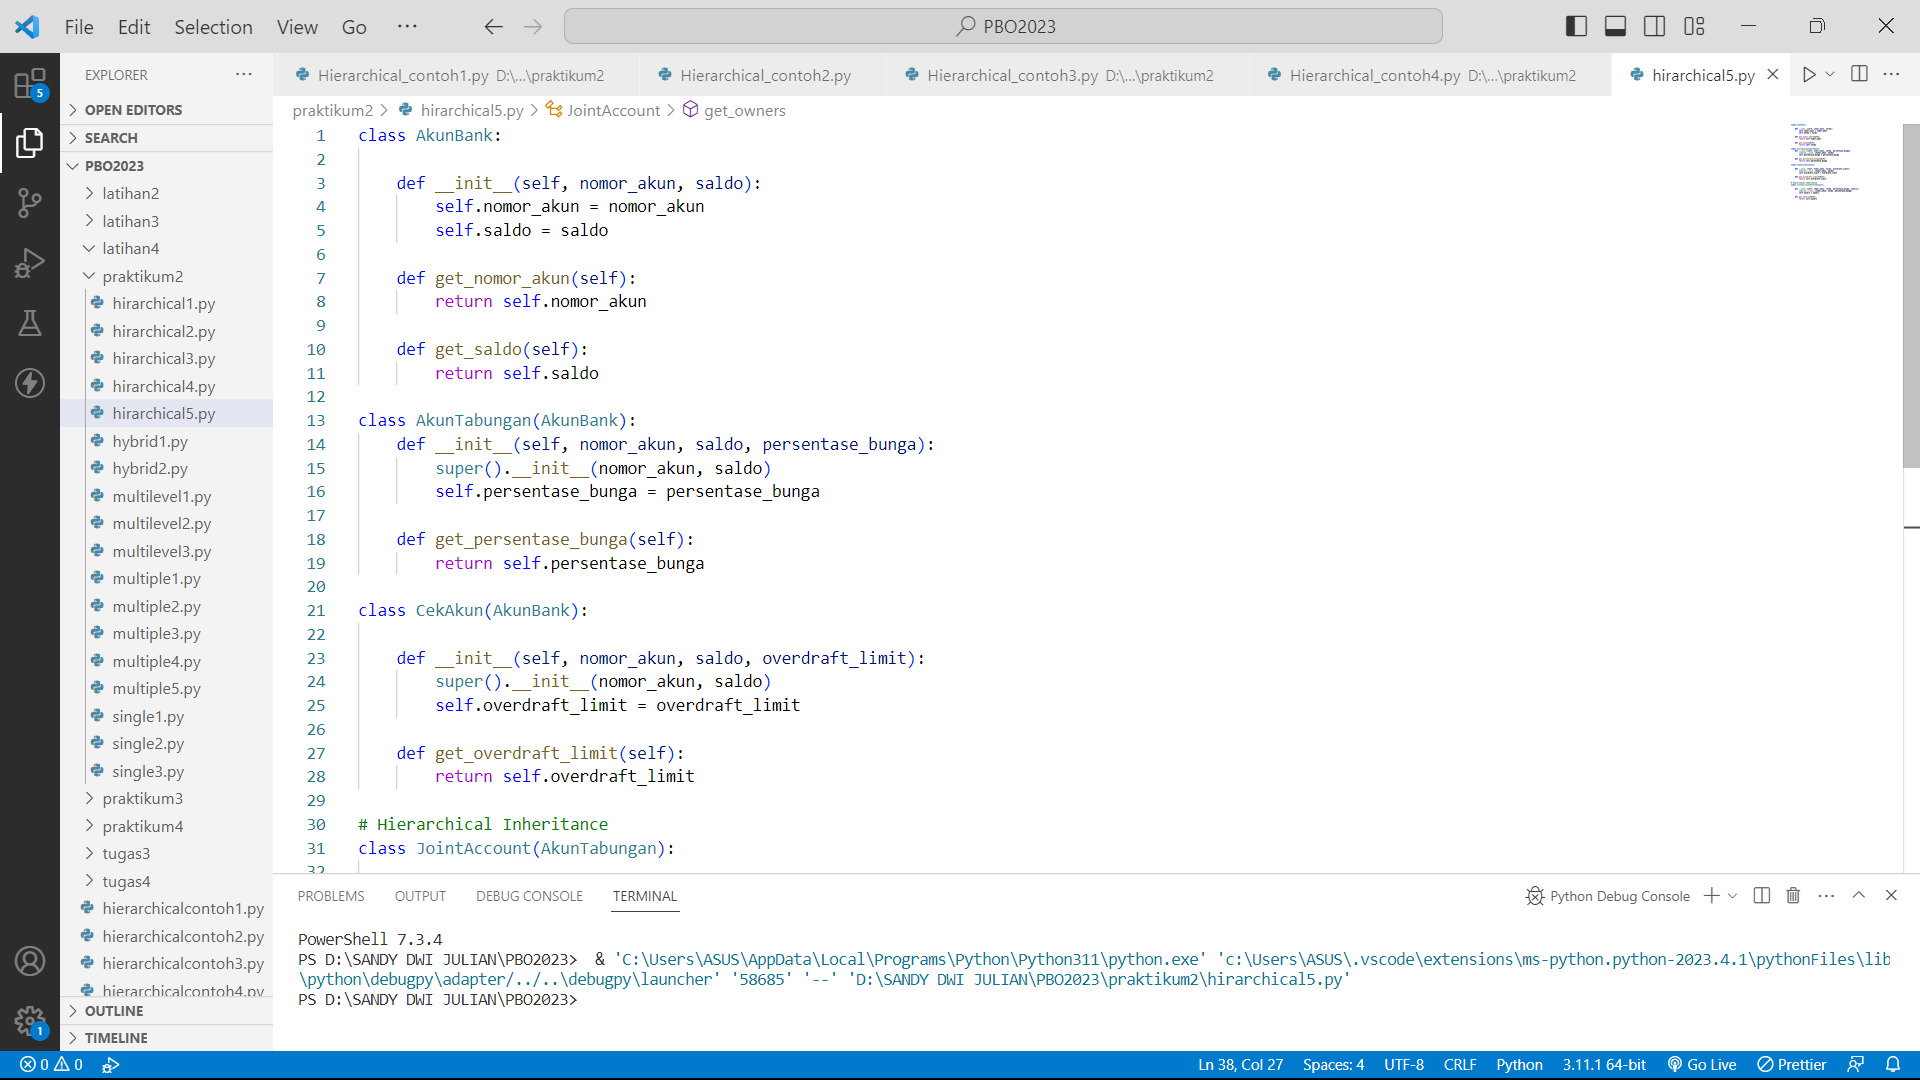 File Edit Selection View Go ··· PBO2023
EXPLORER ···
OPEN EDITORS
SEARCH
PBO2023
latihan2
latihan3
latihan4
praktikum2
hirarchical1.py
hirarchical2.py
hirarchical3.py
hirarchical4.py
hirarchical5.py
hybrid1.py
hybrid2.py
multilevel1.py
multilevel2.py
multilevel3.py
multiple1.py
multiple2.py
multiple3.py
multiple4.py
multiple5.py
single1.py
single2.py
single3.py
praktikum3
praktikum4
tugas3
tugas4
hierarchicalcontoh1.py
hierarchicalcontoh2.py
hierarchicalcontoh3.py
hierarchicalcontoh4.py
OUTLINE
TIMELINE
5
1
Hierarchical_contoh1.py D:\...\praktikum2 Hierarchical_contoh2.py Hierarchical_contoh3.py D:\...\praktikum2 Hierarchical_contoh4.py D:\...\praktikum2 hirarchical5.py
praktikum2 > hirarchical5.py > JointAccount > get_owners
1 class AkunBank:
2
3 def __init__(self, nomor_akun, saldo):
4 self.nomor_akun = nomor_akun
5 self.saldo = saldo
6
7 def get_nomor_akun(self):
8 return self.nomor_akun
9
10 def get_saldo(self):
11 return self.saldo
12
13 class AkunTabungan(AkunBank):
14 def __init__(self, nomor_akun, saldo, persentase_bunga):
15 super().__init__(nomor_akun, saldo)
16 self.persentase_bunga = persentase_bunga
17
18 def get_persentase_bunga(self):
19 return self.persentase_bunga
20
21 class CekAkun(AkunBank):
22
23 def __init__(self, nomor_akun, saldo, overdraft_limit):
24 super().__init__(nomor_akun, saldo)
25 self.overdraft_limit = overdraft_limit
26
27 def get_overdraft_limit(self):
28 return self.overdraft_limit
29
30 # Hierarchical Inheritance
31 class JointAccount(AkunTabungan):
32
PROBLEMS OUTPUT DEBUG CONSOLE TERMINAL Python Debug Console
PowerShell 7.3.4
PS D:\SANDY DWI JULIAN\PBO2023> & 'C:\Users\ASUS\AppData\Local\Programs\Python\Python311\python.exe' 'c:\Users\ASUS\.vscode\extensions\ms-python.python-2023.4.1\pythonFiles\lib
\python\debugpy\adapter/../..\debugpy\launcher' '58685' '--' 'D:\SANDY DWI JULIAN\PBO2023\praktikum2\hirarchical5.py'
PS D:\SANDY DWI JULIAN\PBO2023>
0 0 Ln 38, Col 27 Spaces: 4 UTF-8 CRLF Python 3.11.1 64-bit Go Live Prettier